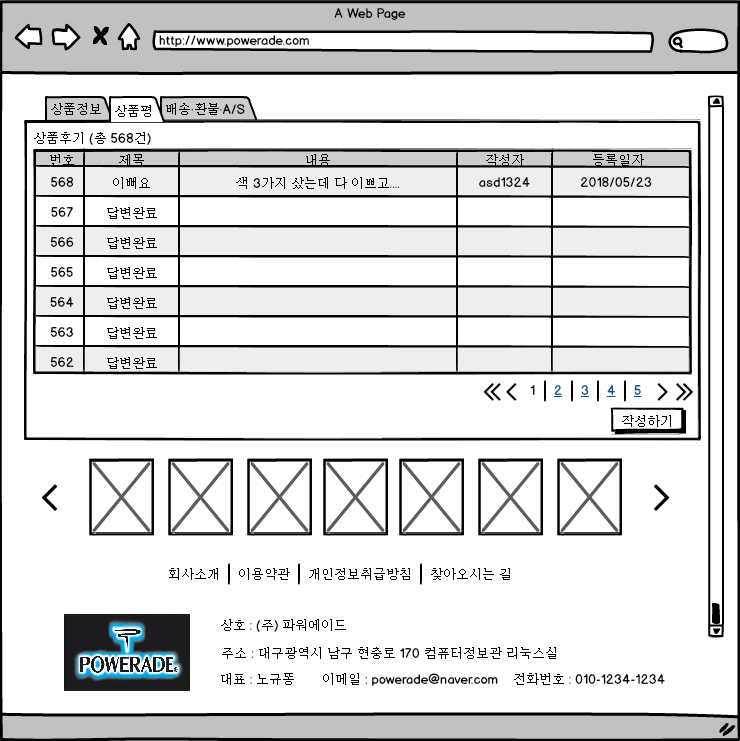 A Web Page
http://www.powerade.com
상품정보 상품평 배송·환불·A/S
상품후기 (총 568건)
번호 제목 내용 작성자 등록일자
568 이뻐요 색 3가지 샀는데 다 이쁘고.... asd1324 2018/05/23
567 답변완료
566 답변완료
565 답변완료
564 답변완료
563 답변완료
562 답변완료
1 | 2 | 3 | 4 | 5
작성하기
회사소개 | 이용약관 | 개인정보취급방침 | 찾아오시는 길
상호 : (주) 파워에이드
POWERADE
주소 : 대구광역시 남구 현충로 170 컴퓨터정보관 리눅스실
대표 : 노규똥 이메일 : powerade@naver.com 전화번호 : 010-1234-1234